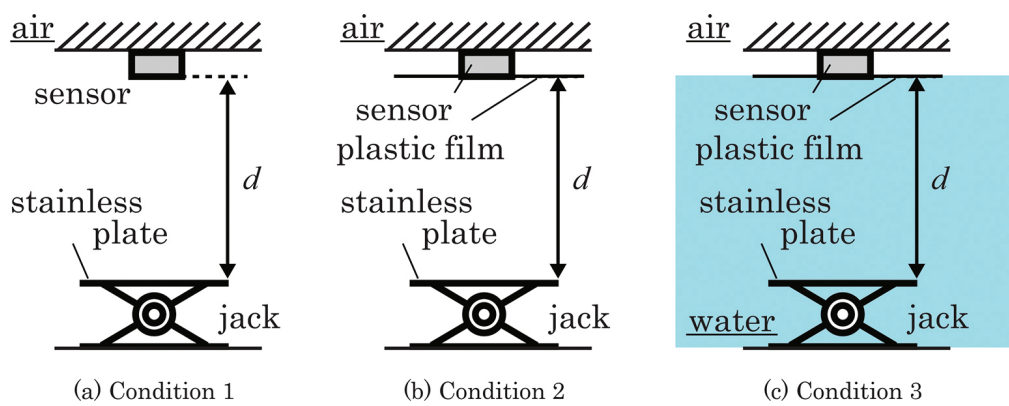 air
sensor
d
stainless
plate
jack
(a) Condition 1
air
sensor
plastic film
d
stainless
plate
jack
(b) Condition 2
air
sensor
plastic film
d
stainless
plate
water
jack
(c) Condition 3